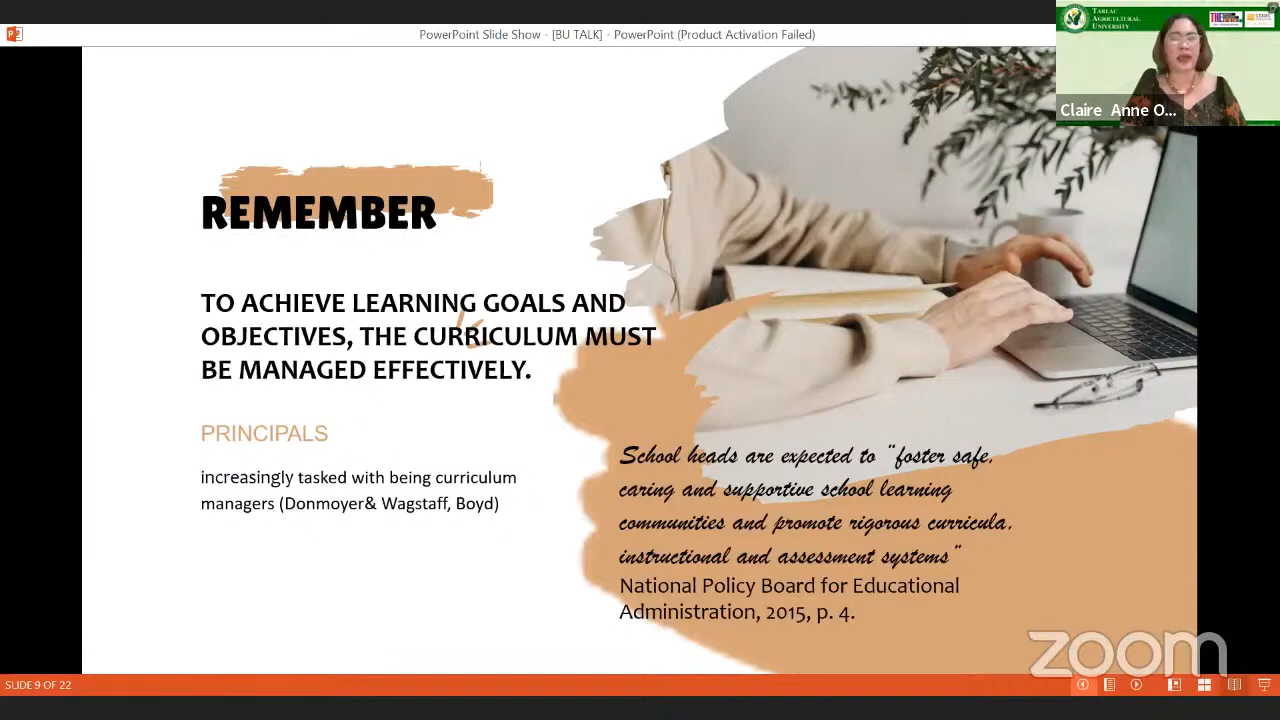 PowerPoint Slide Show - [BU TALK] - PowerPoint (Product Activation Failed)
TARLAC
AGRICULTURAL
UNIVERSITY
Claire Anne O...
REMEMBER
TO ACHIEVE LEARNING GOALS AND
OBJECTIVES, THE CURRICULUM MUST
BE MANAGED EFFECTIVELY.
PRINCIPALS
increasingly tasked with being curriculum
managers (Donmoyer& Wagstaff, Boyd)
School heads are expected to "foster safe,
caring and supportive school learning
communities and promote rigorous curricula,
instructional and assessment systems"
National Policy Board for Educational
Administration, 2015, p. 4.
zoom
SLIDE 9 OF 22